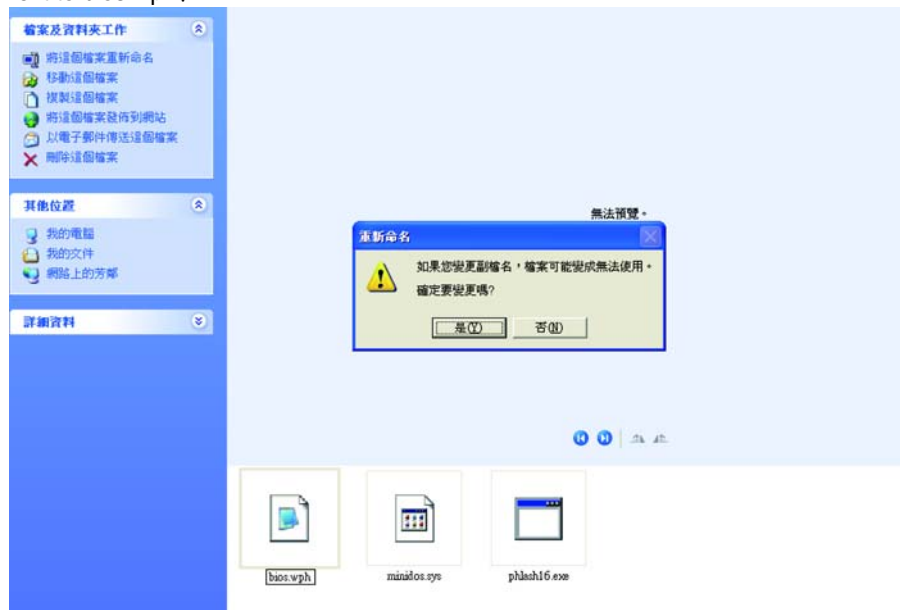 檔案及資料夾工作
將這個檔案重新命名
移動這個檔案
複製這個檔案
將這個檔案發佈到網站
以電子郵件傳送這個檔案
刪除這個檔案
其他位置
我的電腦
我的文件
網路上的芳鄰
詳細資料
無法預覽。
重新命名
如果您變更副檔名，檔案可能變成無法使用。
確定要變更嗎?
是(Y)
否(N)
bios.wph
minidos.sys
phlash16.exe